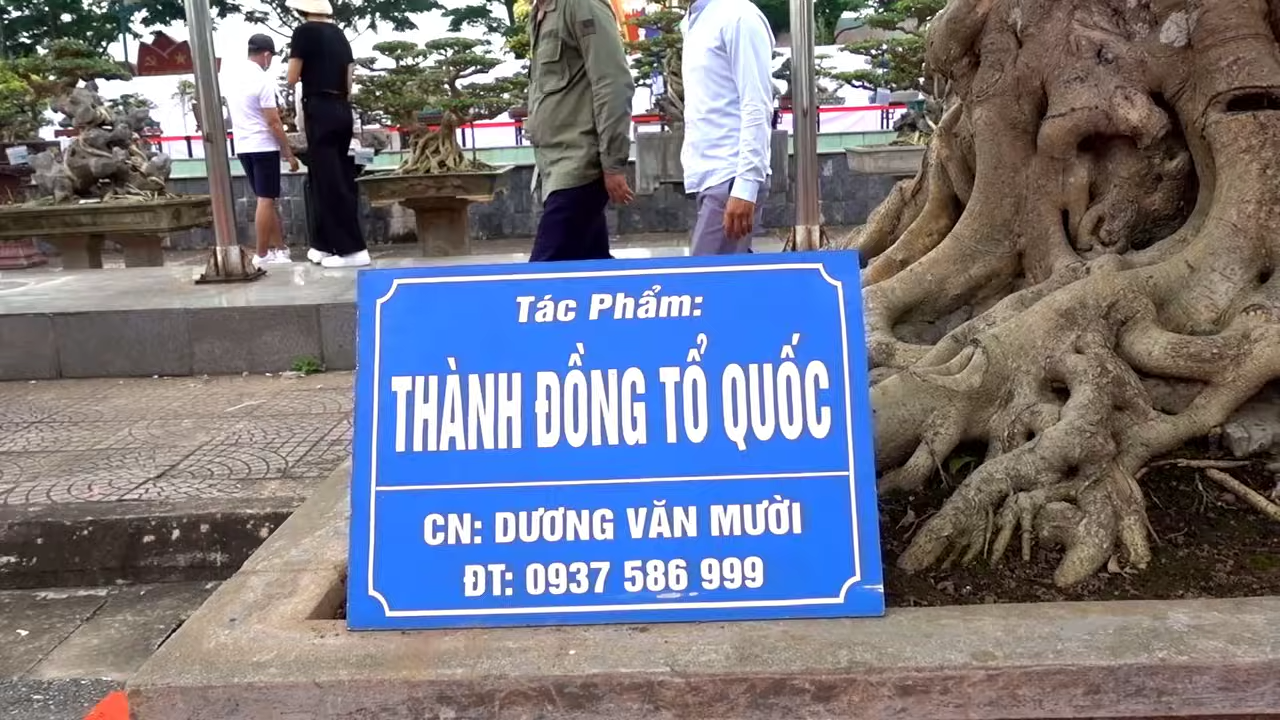 Tác Phẩm:
THÀNH ĐỒNG TỔ QUỐC
CN: DƯƠNG VĂN MƯỜI
ĐT: 0937 586 999